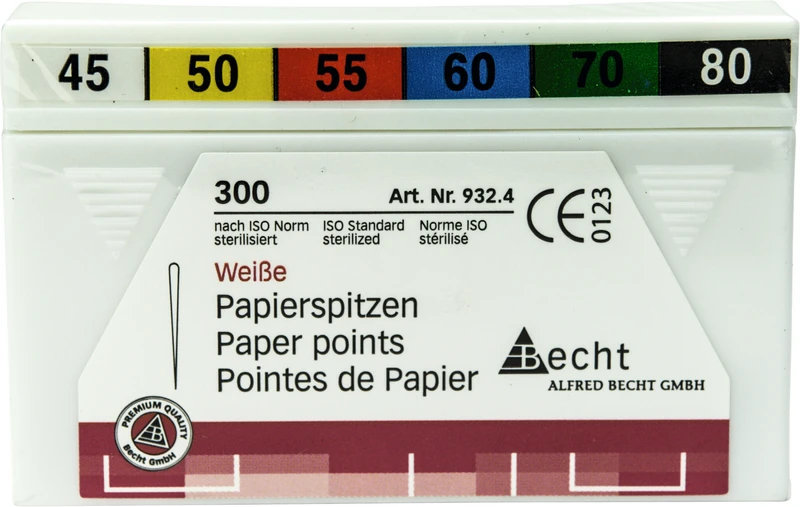 45 50 55 60 70 80
300 Art. Nr. 932.4
CE 0123
nach ISO Norm ISO Standard Norme ISO
sterilisiert sterilized stérilisé
Weiße
Papierspitzen
Paper points
Pointes de Papier
Becht
ALFRED BECHT GMBH
PREMIUM QUALITY
B
Becht GmbH